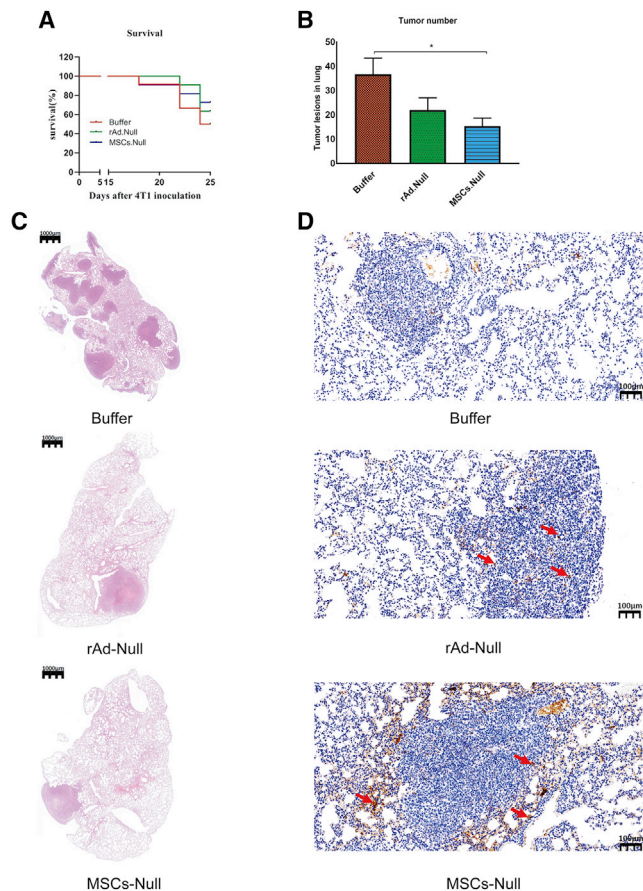 A
Survival
survival(%)
120
100
80
60
40
20
0
Buffer
rAd.Null
MSCs.Null
0
5
15
20
25
Days after 4T1 inoculation
B
Tumor number
*
Tumor lesions in lung
50
40
30
20
10
0
Buffer
rAd.Null
MSCs.Null
C
1000μm
Buffer
1000μm
rAd-Null
1000μm
MSCs-Null
D
100μm
Buffer
100μm
rAd-Null
100μm
MSCs-Null